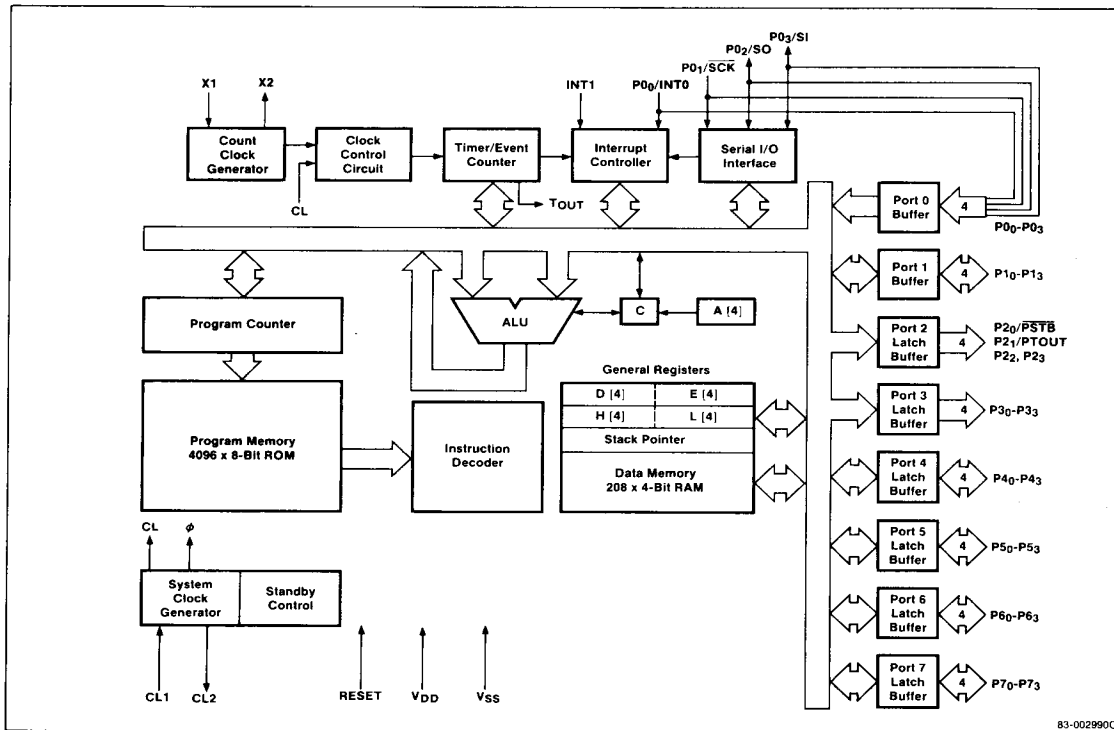 P03/SI
P02/SO
P01/SCK
X1
X2
INT1
P00/INT0
Count
Clock
Generator
Clock
Control
Circuit
Timer/Event
Counter
Interrupt
Controller
Serial I/O
Interface
CL
TOUT
Port 0
Buffer
4
P00-P03
Port 1
Buffer
4
P10-P13
Program Counter
ALU
C
A [4]
Port 2
Latch
Buffer
4
P20/PSTB
P21/PTOUT
P22, P23
General Registers
D [4]
E [4]
H [4]
L [4]
Stack Pointer
Data Memory
208 x 4-Bit RAM
Port 3
Latch
Buffer
4
P30-P33
Program Memory
4096 x 8-Bit ROM
Instruction
Decoder
Port 4
Latch
Buffer
4
P40-P43
CL
ϕ
Port 5
Latch
Buffer
4
P50-P53
System
Clock
Generator
Standby
Control
Port 6
Latch
Buffer
4
P60-P63
CL1
CL2
RESET
VDD
VSS
Port 7
Latch
Buffer
4
P70-P73
83-002990C